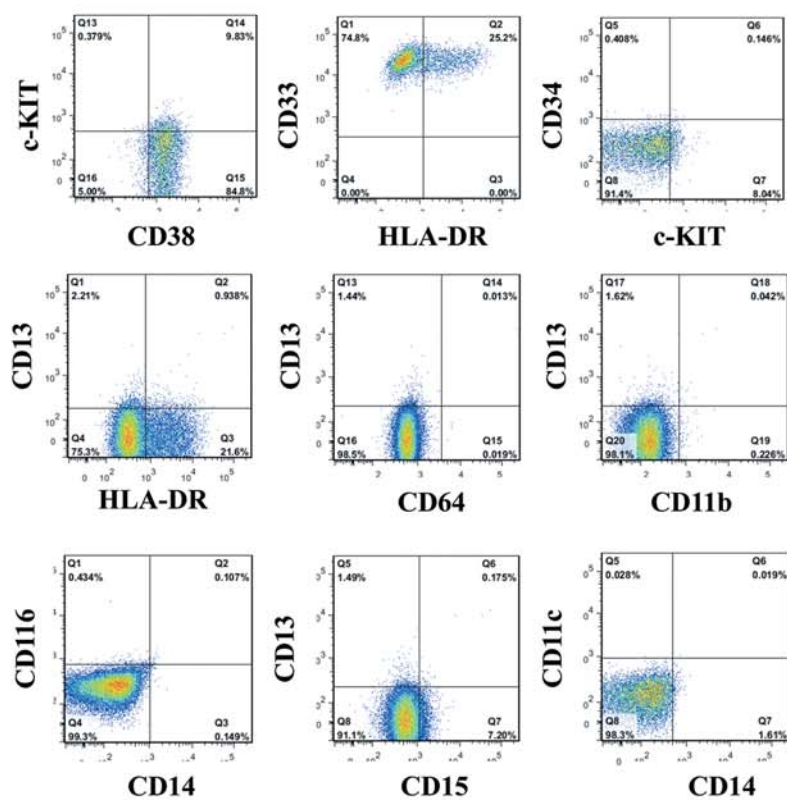 Q13
0.379%
Q14
9.83%
Q16
5.00%
Q15
84.8%
c-KIT
CD38
Q1
74.8%
Q2
25.2%
Q4
0.00%
Q3
0.00%
CD33
HLA-DR
Q5
0.408%
Q6
0.146%
Q8
91.4%
Q7
8.04%
CD34
c-KIT
Q1
2.21%
Q2
0.938%
Q4
75.3%
Q3
21.6%
CD13
HLA-DR
Q13
1.44%
Q14
0.013%
Q16
98.5%
Q15
0.019%
CD13
CD64
Q17
1.62%
Q18
0.042%
Q20
98.1%
Q19
0.226%
CD13
CD11b
Q1
0.434%
Q2
0.107%
Q4
99.3%
Q3
0.149%
CD116
CD14
Q5
1.49%
Q6
0.175%
Q8
91.1%
Q7
7.20%
CD13
CD15
Q5
0.028%
Q6
0.019%
Q8
98.3%
Q7
1.61%
CD11c
CD14